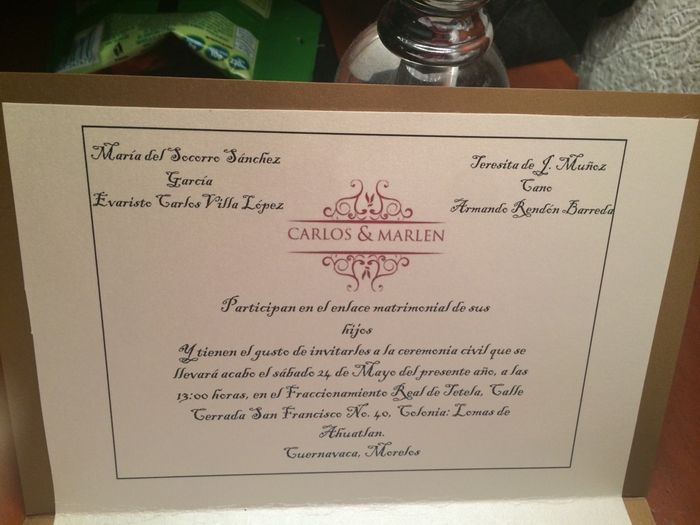 María del Socorro Sánchez
García
Evaristo Carlos Villa López
Teresita de J. Muñoz
Cano
Armando Rendón Barreda
CARLOS & MARLEN
Participan en el enlace matrimonial de sus
hijos
Y tienen el gusto de invitarles a la ceremonia civil que se
llevará acabo el sábado 24 de Mayo del presente año, a las
13:00 horas, en el Fraccionamiento Real de Tetela, Calle
Cerrada San Francisco No. 40, Colonia: Lomas de
Ahuatlan.
Cuernavaca, Morelos